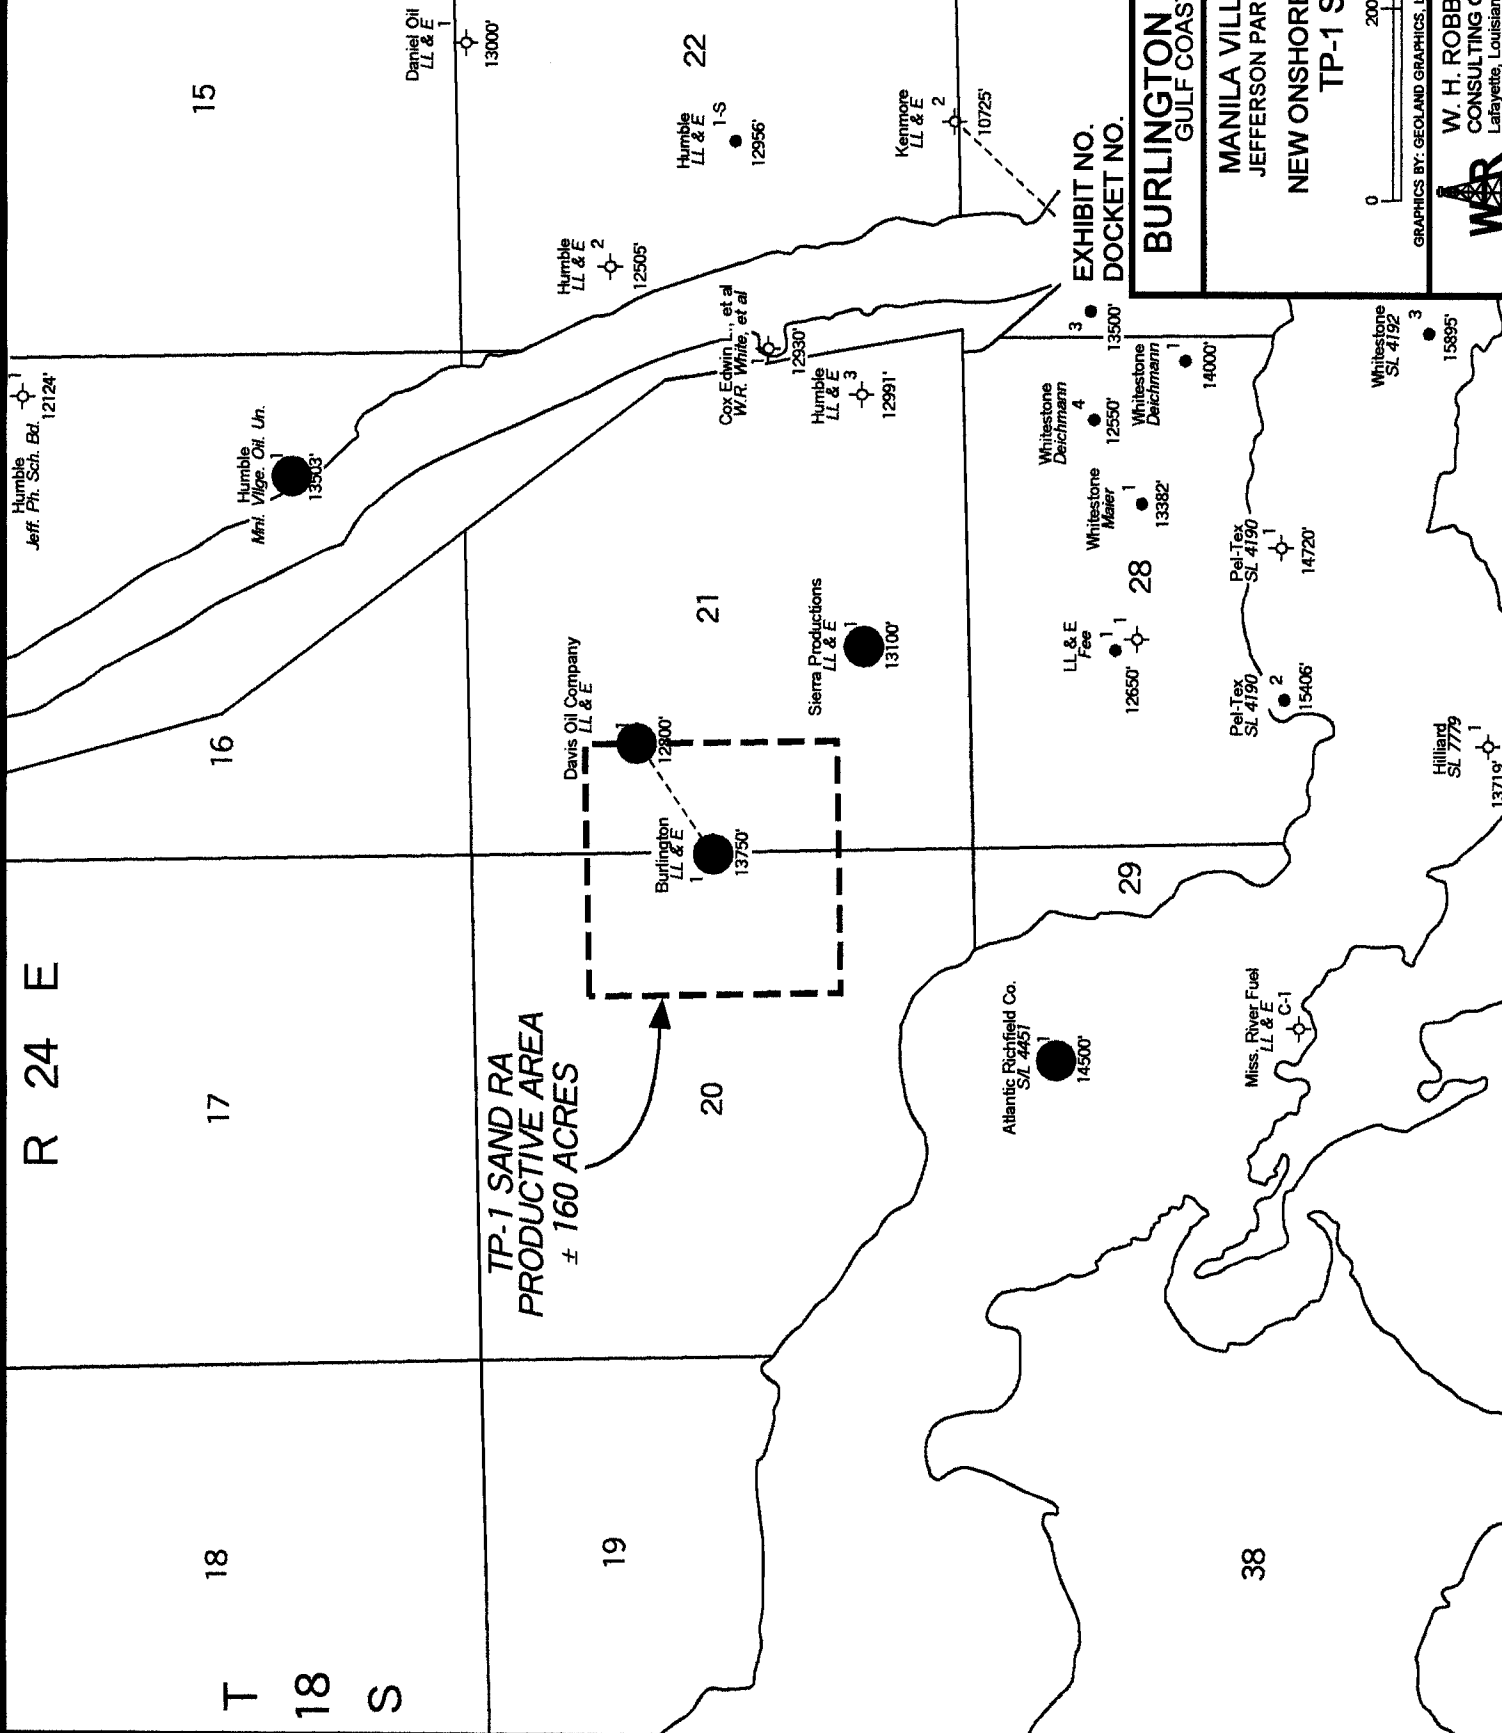 R 24 E
T
18
S
18
17
16
15
19
20
21
22
29
28
38
TP-1 SAND RA
PRODUCTIVE AREA
± 160 ACRES
Humble
Jeff. Ph. Sch. Bd.
1
12124'
Humble
Mnl. Vllge. Oil. Un.
1
13503'
Daniel Oil
LL & E
1
13000'
Humble
LL & E
2
12505'
Humble
LL & E
1-S
12956'
Kenmore
LL & E
2
10725'
Cox Edwin L., et al
W.R. White, et al
1
12930'
Humble
LL & E
3
12991'
Davis Oil Company
LL & E
1
12800'
Burlington
LL & E
1
13750'
Sierra Productions
LL & E
1
13100'
Atlantic Richfield Co.
S/L 4451
1
14500'
Miss. River Fuel
LL & E
C-1
LL & E
Fee
1
1
12650'
Whitestone
Maier
1
13382'
Whitestone
Deichmann
4
12550'
Whitestone
Deichmann
1
14000'
3
13500'
Pel-Tex
SL 4190
1
14720'
Pel-Tex
SL 4190
2
15406'
Hilliard
SL 7779
1
13719'
Whitestone
SL 4192
3
15895'
EXHIBIT NO.
DOCKET NO.
BURLINGTON
GULF COAST
MANILA VILL
JEFFERSON PAR
NEW ONSHORE
TP-1 S
0
200
GRAPHICS BY: GEOLAND GRAPHICS,
WR
W. H. ROBB
CONSULTING
Lafayette, Louisian